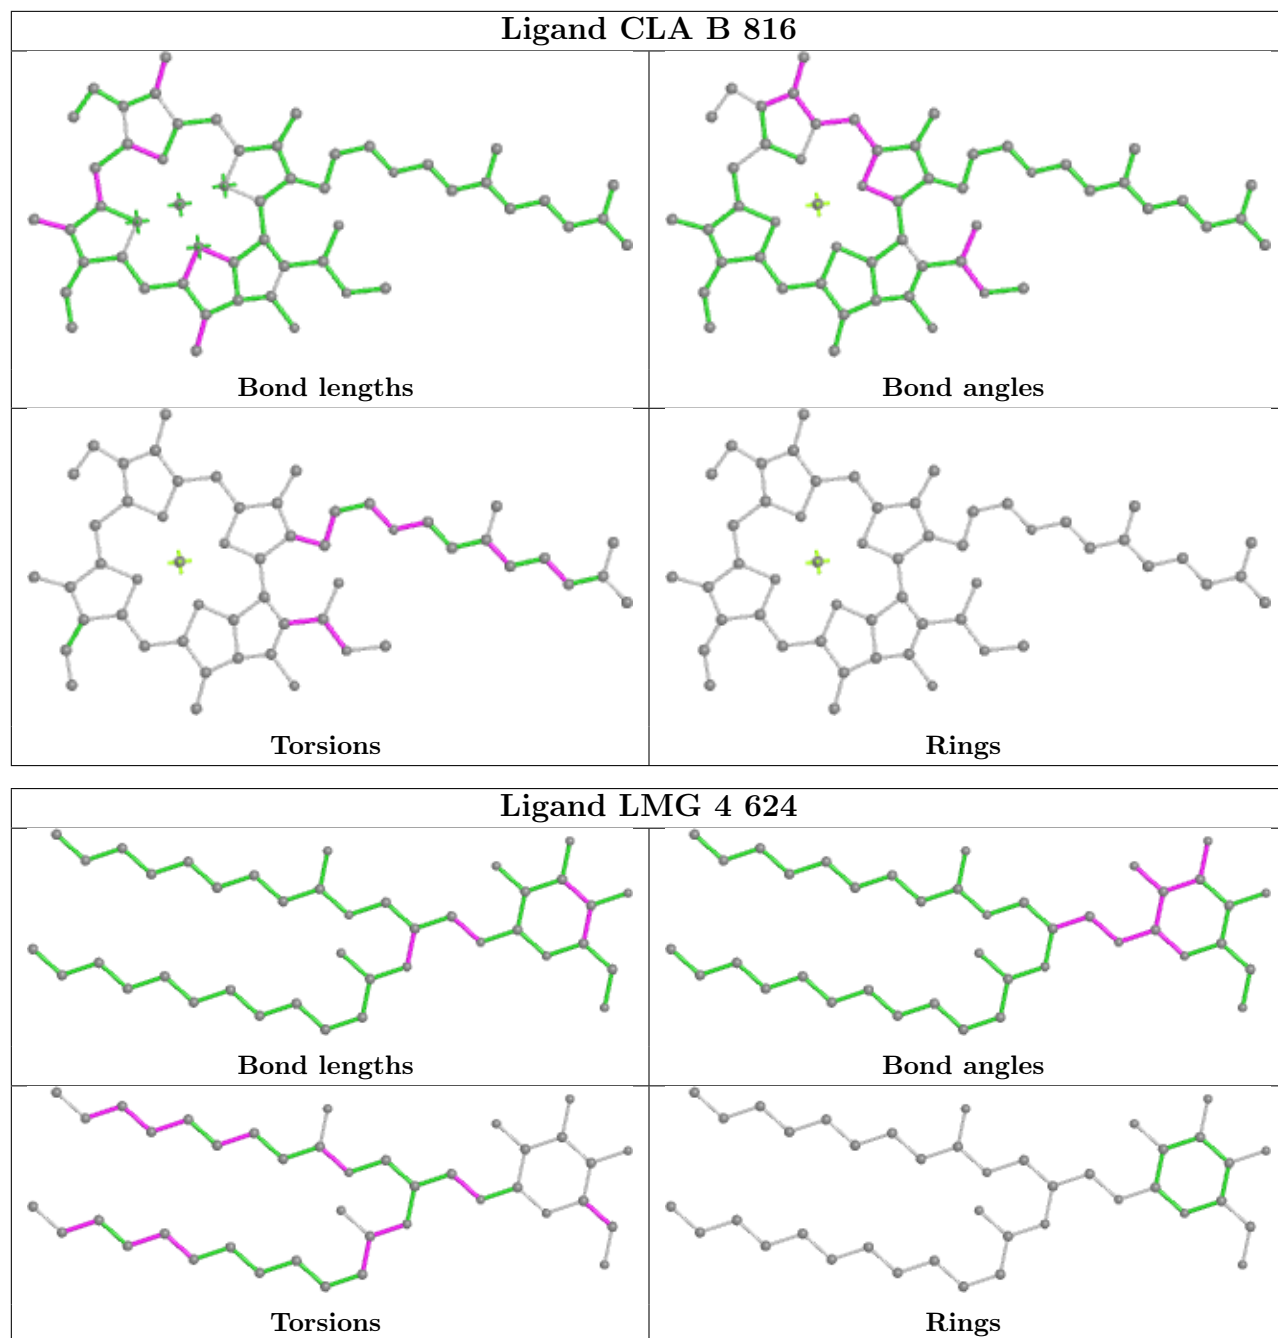 Ligand CLA B 816
Bond lengths
Bond angles
Torsions
Rings
Ligand LMG 4 624
Bond lengths
Bond angles
Torsions
Rings